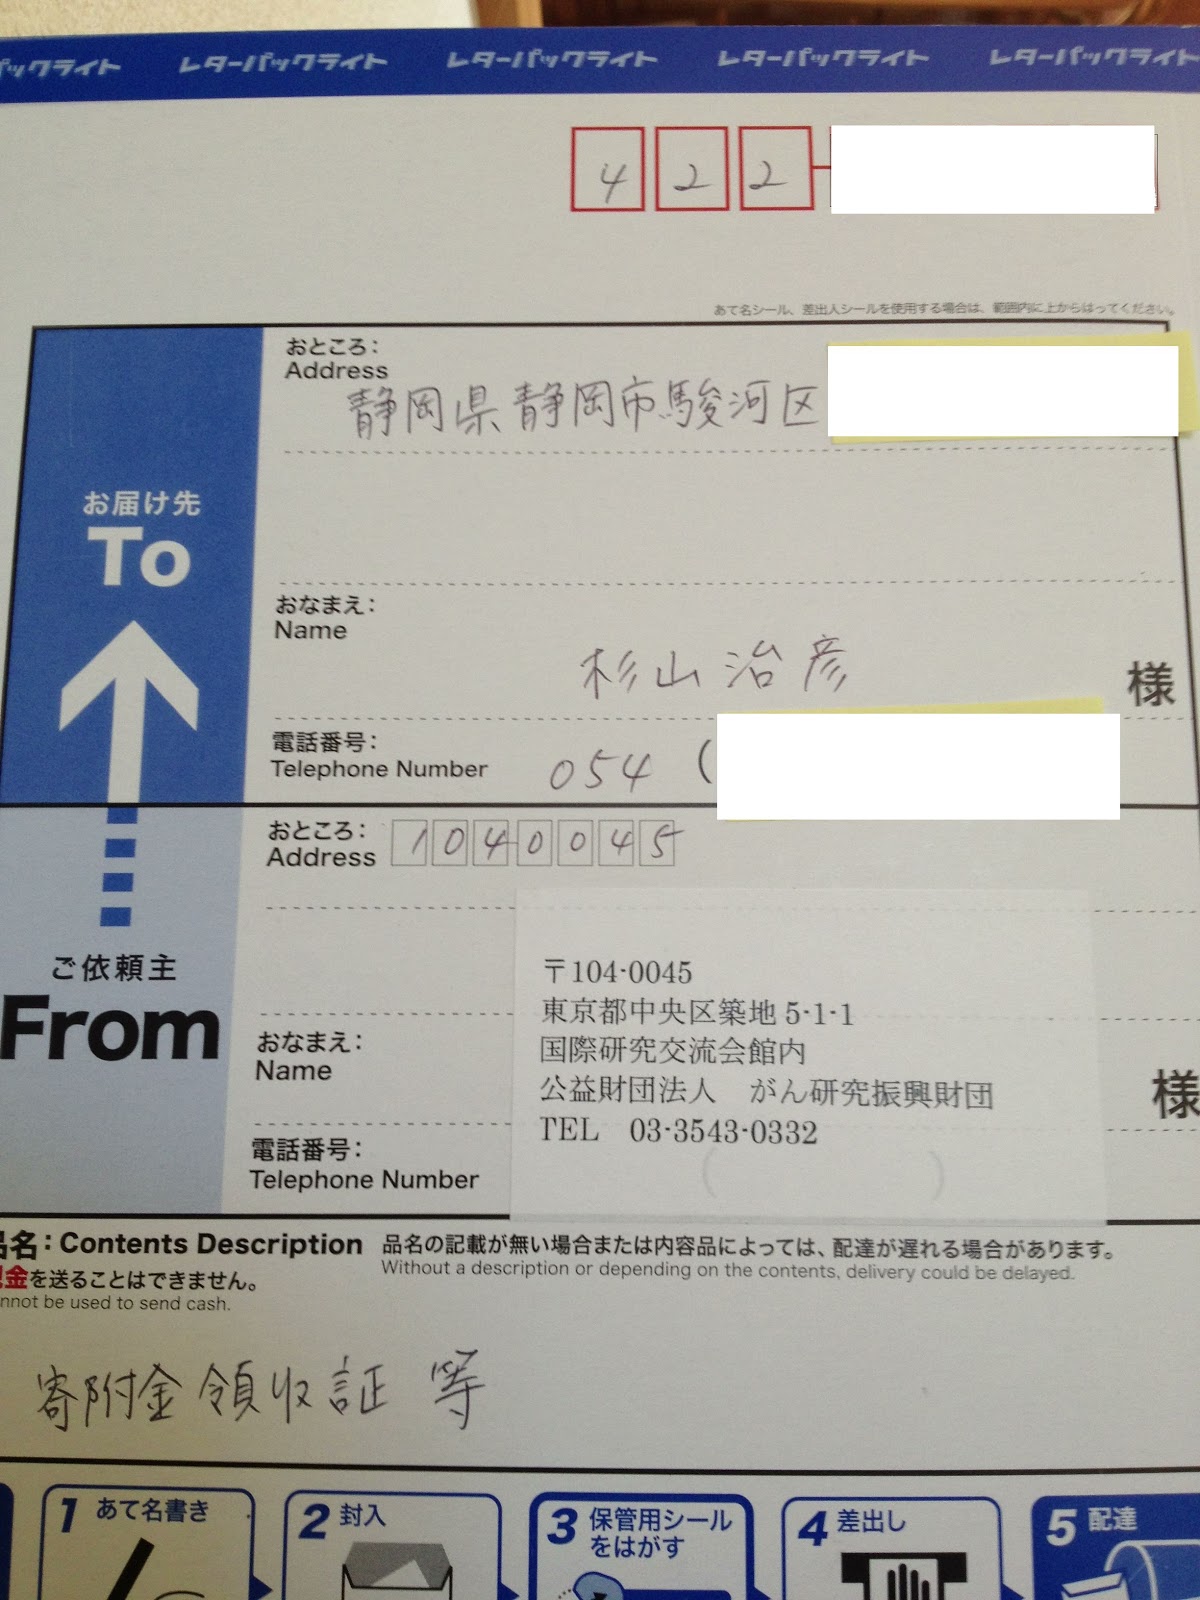 パックライト レターパックライト レターパックライト レターパックライト レターパックライト
422
あて名シール、差出人シールを使用する場合は、範囲内に上からはってください。
おところ：
Address
静岡県静岡市駿河区
お届け先
To
おなまえ：
Name
杉山治彦
様
電話番号：
Telephone Number
054 (
おところ：
Address
1040045
〒104-0045
東京都中央区築地 5-1-1
国際研究交流会館内
公益財団法人　がん研究振興財団
TEL　03-3543-0332
( )
ご依頼主
From
おなまえ：
Name
様
電話番号：
Telephone Number
品名：Contents Description
品名の記載が無い場合または内容品によっては、配達が遅れる場合があります。
Without a description or depending on the contents, delivery could be delayed.
現金を送ることはできません。
nnot be used to send cash.
寄附金領収証 等
1 あて名書き
2 封入
3 保管用シール
をはがす
4 差出し
5 配達